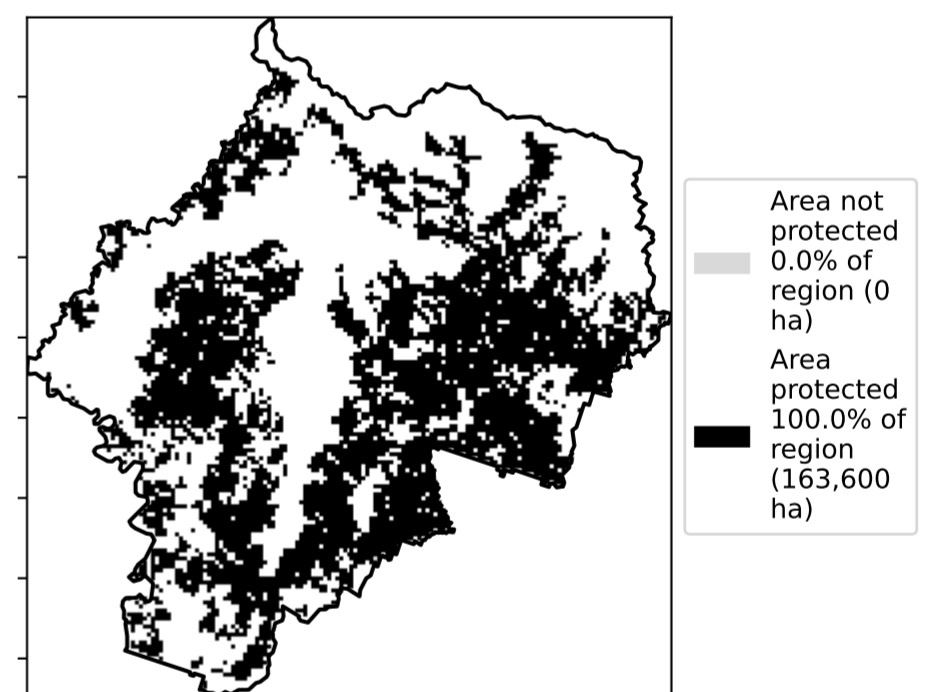 Area not
protected
0.0% of
region (0
ha)
Area
protected
100.0% of
region
(163,600
ha)